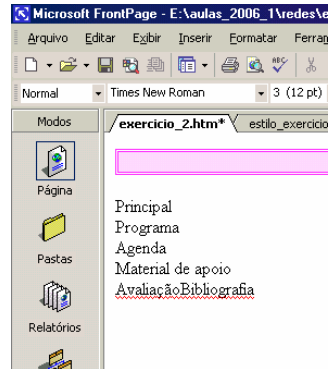 Microsoft FrontPage - E:\aulas_2006_1\redes\e
Arquivo Editar Exibir Inserir Formatar Ferran
Normal Times New Roman 3 (12 pt)
Modos
exercicio_2.htm* estilo_exercicio
Página
Principal
Programa
Agenda
Material de apoio
AvaliaçãoBibliografia
Pastas
Relatórios